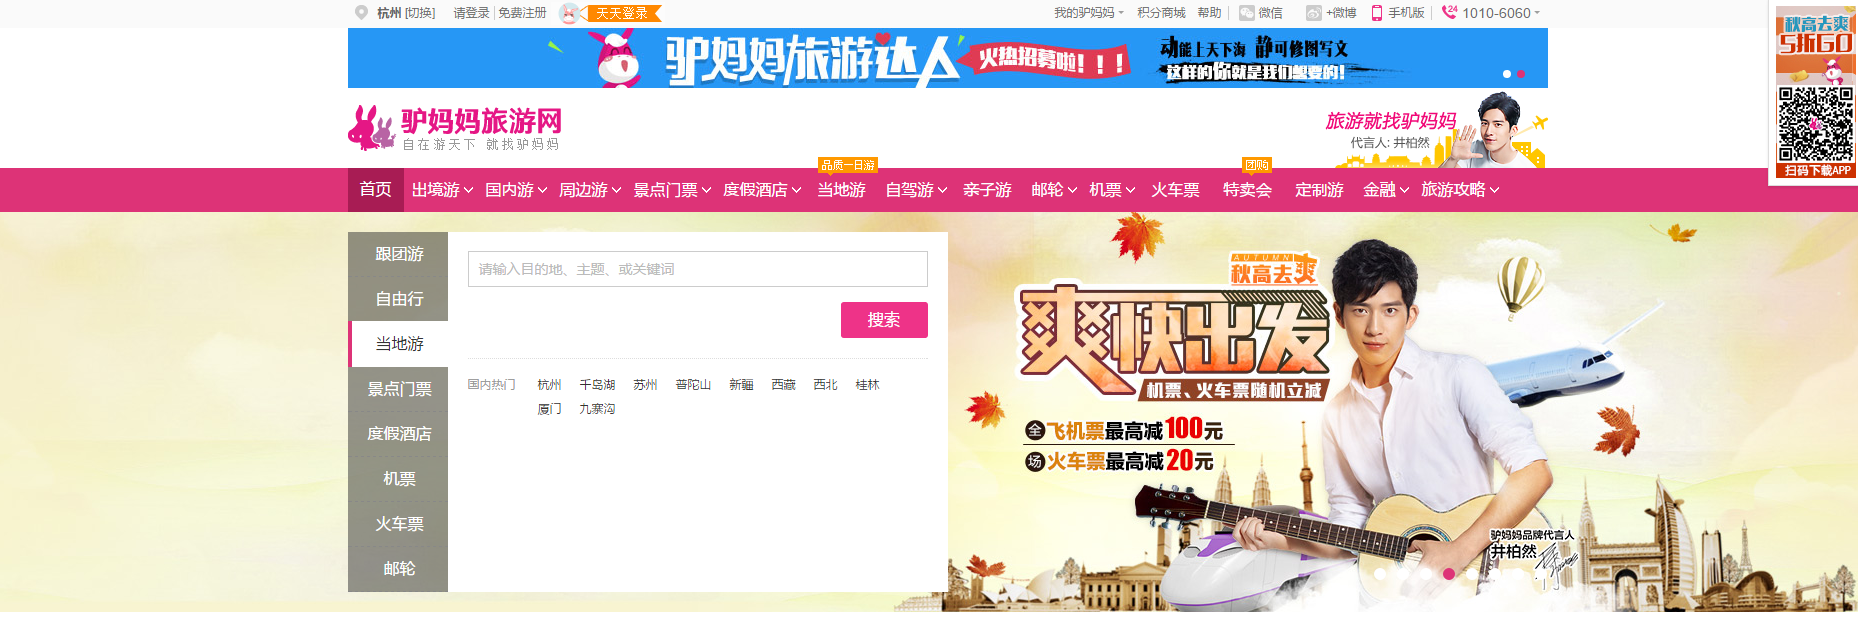 杭州 [切换] 请登录 | 免费注册 天天登录 我的驴妈妈 积分商城 帮助 | 微信 +微博 手机版 | 24 1010-6060
驴妈妈旅游达人 火热招募啦！！！ 动能上天下海 静可修图写文
这样的你就是我们想要的！
秋高去爽
5折GO
扫码下载APP
驴妈妈旅游网
自在游天下 就找驴妈妈
旅游就找驴妈妈
代言人: 井柏然
品质一日游 团购
首页 出境游 国内游 周边游 景点门票 度假酒店 当地游 自驾游 亲子游 邮轮 机票 火车票 特卖会 定制游 金融 旅游攻略
跟团游
自由行
当地游
景点门票
度假酒店
机票
火车票
邮轮
请输入目的地、主题、或关键词
搜索
国内热门 杭州 千岛湖 苏州 普陀山 新疆 西藏 西北 桂林
厦门 九寨沟
AUTUMN
秋高去爽
爽快出发
机票、火车票随机立减
全 飞机票最高减100元
场 火车票最高减20元
驴妈妈品牌代言人
井柏然